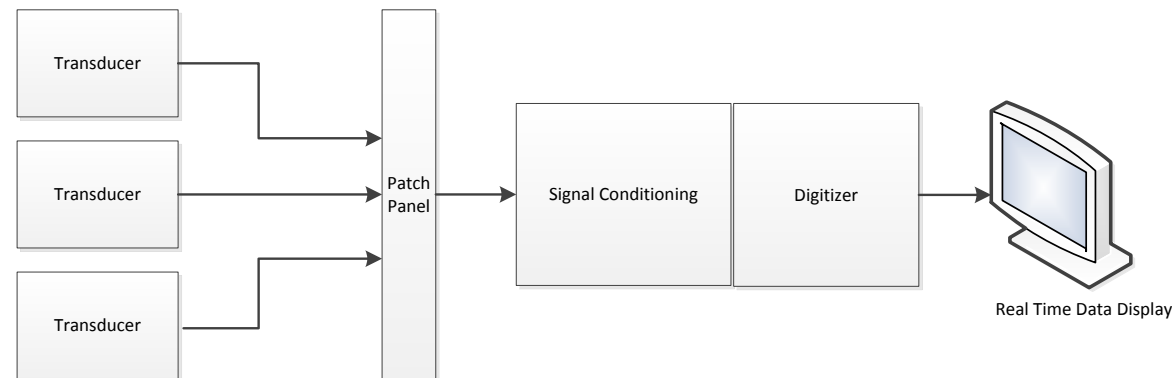 Transducer
Transducer
Transducer
Patch
Panel
Signal Conditioning
Digitizer
Real Time Data Display